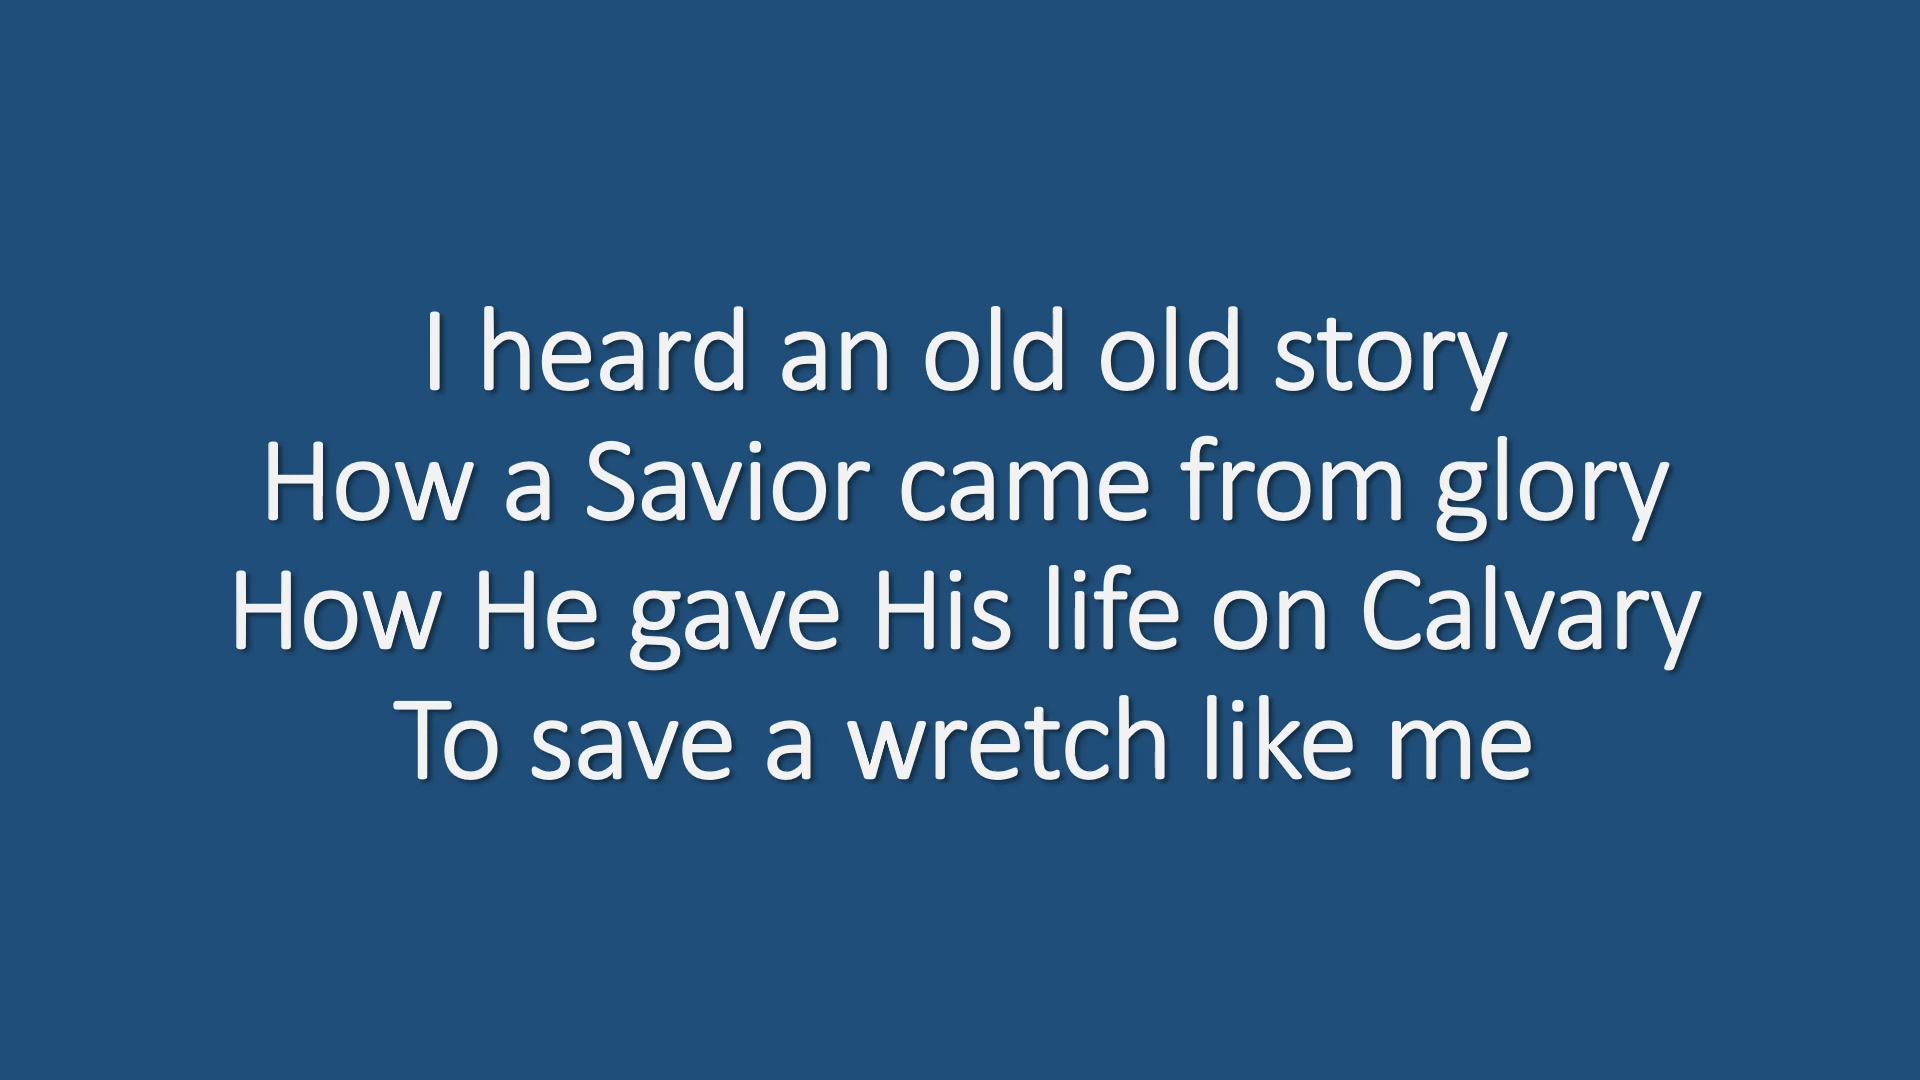 I heard an old old story
How a Savior came from glory
How He gave His life on Calvary
To save a wretch like me